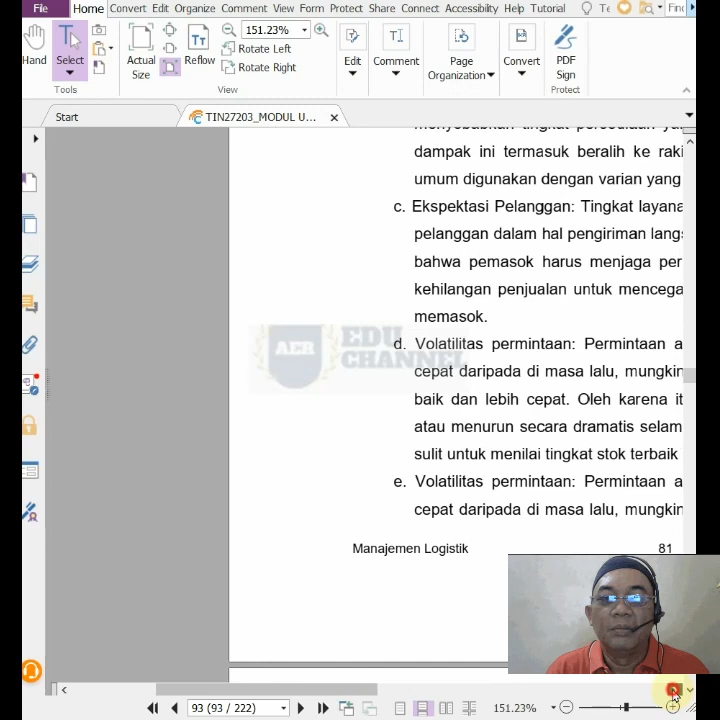 File Home Convert Edit Organize Comment View Form Protect Share Connect Accessibility Help Tutorial
151.23%
Hand Select Actual Size Reflow Rotate Left Rotate Right Edit Comment Page Organization Convert PDF Sign
Tools View Protect
Start TIN27203_MODUL U...
dampak ini termasuk beralih ke raki
umum digunakan dengan varian yang
c. Ekspektasi Pelanggan: Tingkat layana
pelanggan dalam hal pengiriman lang
bahwa pemasok harus menjaga per
kehilangan penjualan untuk mencega
memasok.
AER EDU CHANNEL
d. Volatilitas permintaan: Permintaan a
cepat daripada di masa lalu, mungkin
baik dan lebih cepat. Oleh karena it
atau menurun secara dramatis selam
sulit untuk menilai tingkat stok terbaik
e. Volatilitas permintaan: Permintaan a
cepat daripada di masa lalu, mungkin
Manajemen Logistik 81
93 (93 / 222) 151.23%